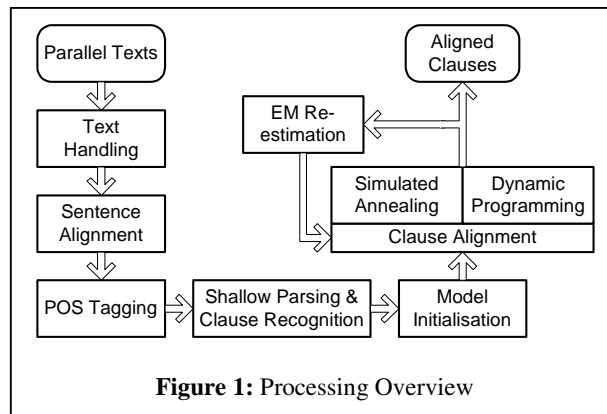 Parallel Texts
Text
Handling
Sentence
Alignment
POS Tagging
Shallow Parsing &
Clause Recognition
Model
Initialisation
Clause Alignment
Simulated
Annealing
Dynamic
Programming
EM Re-
estimation
Aligned
Clauses
Figure 1: Processing Overview